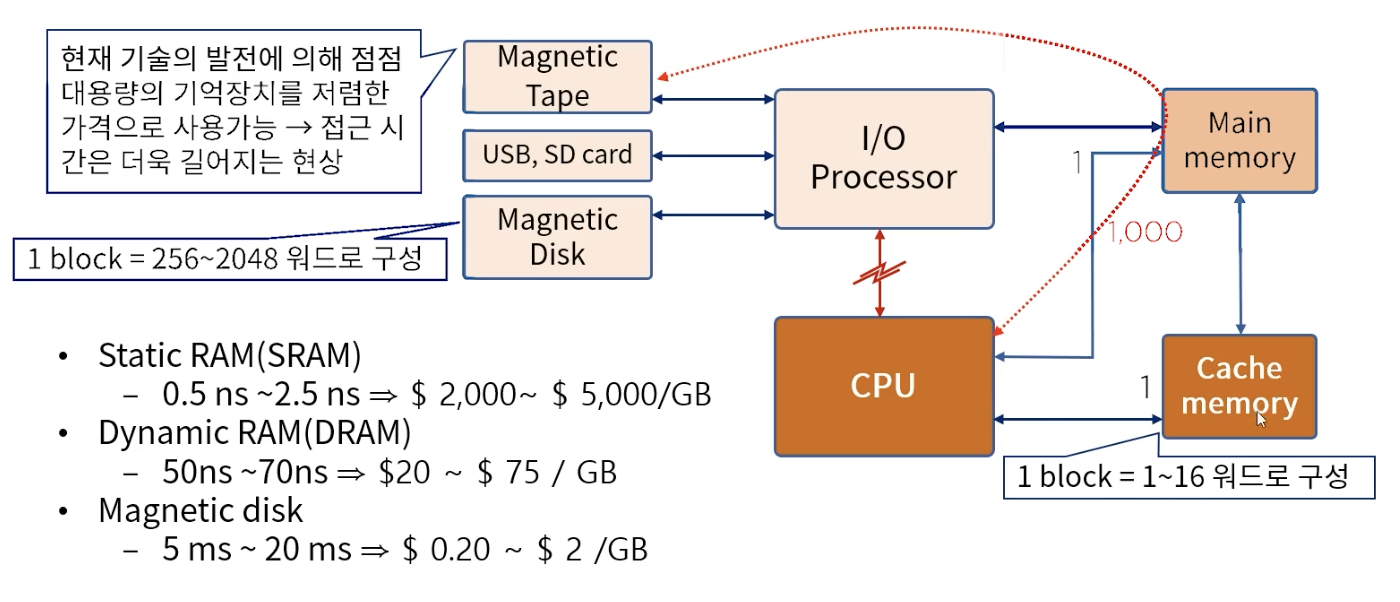 현재 기술의 발전에 의해 점점
대용량의 기억장치를 저렴한
가격으로 사용가능 → 접근 시
간은 더욱 길어지는 현상
Magnetic
Tape
USB, SD card
Magnetic
Disk
1 block = 256~2048 워드로 구성
I/O
Processor
Main
memory
1
1,000
CPU
1
Cache
memory
1 block = 1~16 워드로 구성
• Static RAM(SRAM)
– 0.5 ns ~2.5 ns ⇒ $ 2,000~ $ 5,000/GB
• Dynamic RAM(DRAM)
– 50ns ~70ns ⇒ $20 ~ $ 75 / GB
• Magnetic disk
– 5 ms ~ 20 ms ⇒ $ 0.20 ~ $ 2 /GB